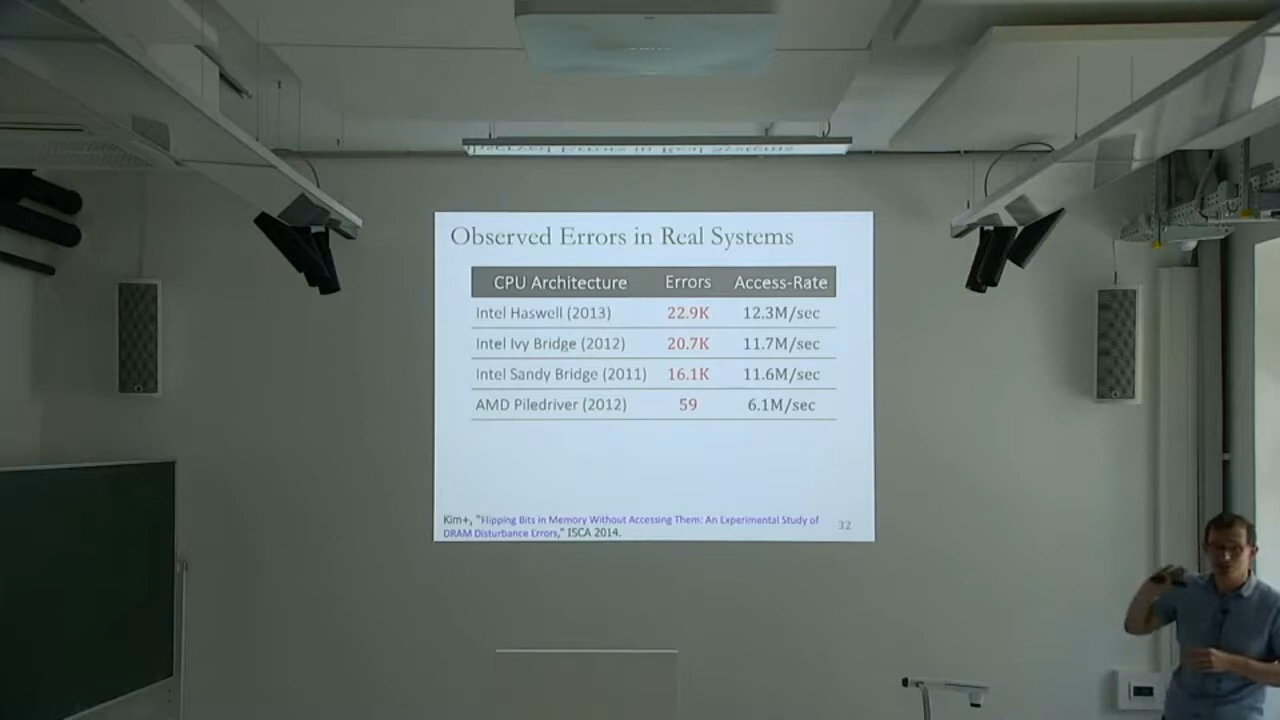 Observed Errors in Real Systems
CPU Architecture Errors Access-Rate
Intel Haswell (2013) 22.9K 12.3M/sec
Intel Ivy Bridge (2012) 20.7K 11.7M/sec
Intel Sandy Bridge (2011) 16.1K 11.6M/sec
AMD Piledriver (2012) 59 6.1M/sec
Kim+, "Flipping Bits in Memory Without Accessing Them: An Experimental Study of
DRAM Disturbance Errors," ISCA 2014.
32